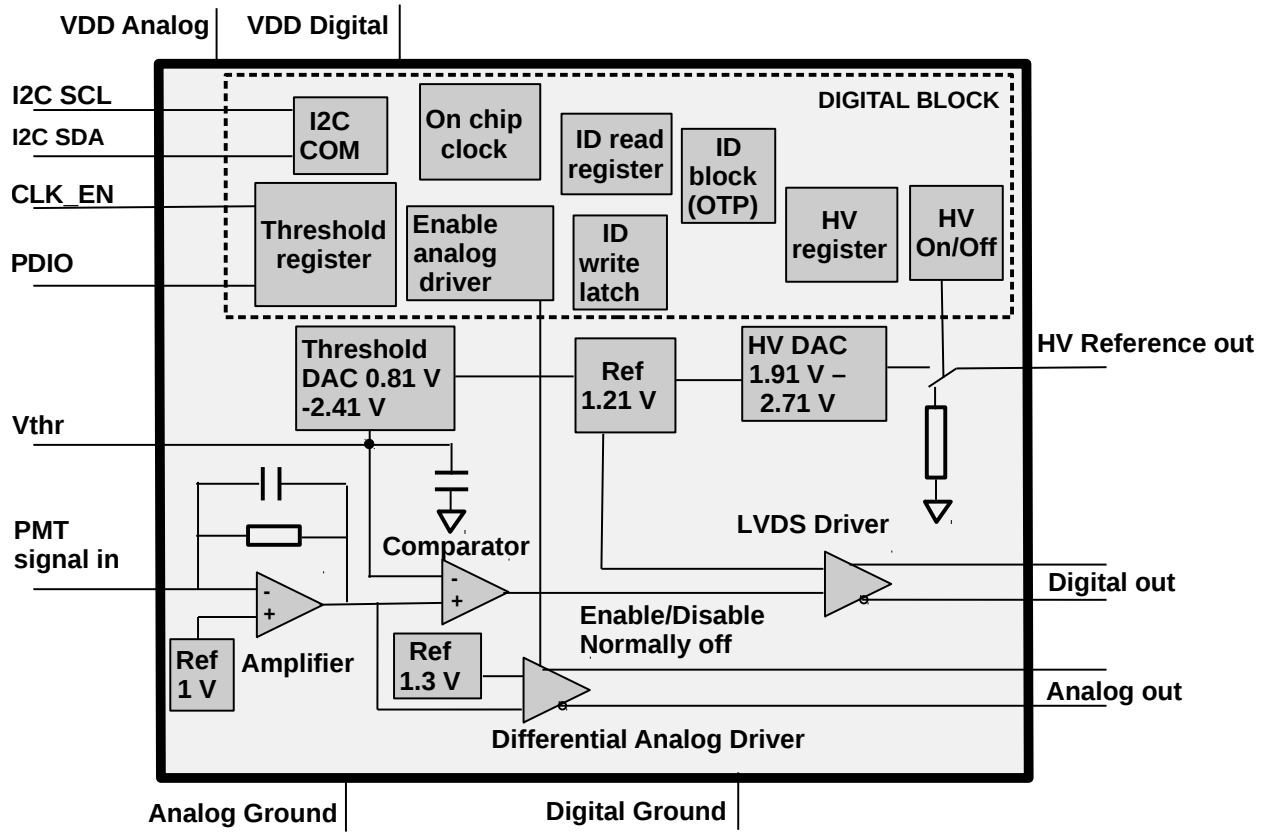 VDD Analog
VDD Digital
I2C SCL
I2C SDA
CLK_EN
PDIO
DIGITAL BLOCK
I2C
COM
On chip
clock
ID read
register
ID
block
(OTP)
Threshold
register
Enable
analog
driver
ID
write
latch
HV
register
HV
On/Off
Threshold
DAC 0.81 V
-2.41 V
Ref
1.21 V
HV DAC
1.91 V –
2.71 V
HV Reference out
Vthr
PMT
signal in
Comparator
LVDS Driver
-
+
-
+
Digital out
Enable/Disable
Normally off
Ref
1 V
Amplifier
Ref
1.3 V
Analog out
Differential Analog Driver
Analog Ground
Digital Ground